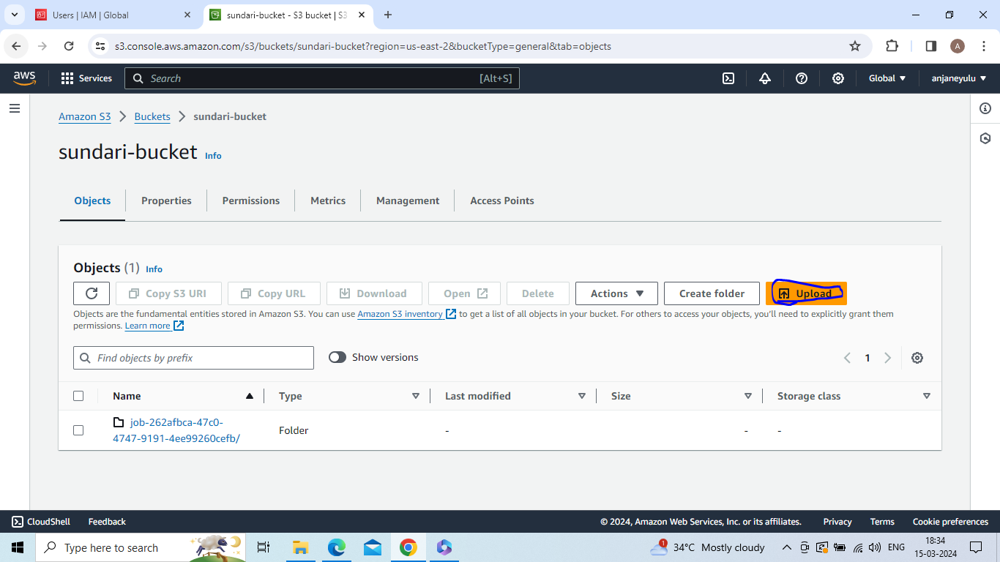 Users | IAM | Global
sundari-bucket - S3 bucket | S3
s3.console.aws.amazon.com/s3/buckets/sundari-bucket?region=us-east-2&bucketType=general&tab=objects
A
aws
Services
Search
[Alt+S]
Global
anjaneyulu
Amazon S3
Buckets
sundari-bucket
sundari-bucket Info
Objects
Properties
Permissions
Metrics
Management
Access Points
Objects (1) Info
Copy S3 URI
Copy URL
Download
Open
Delete
Actions
Create folder
Upload
Objects are the fundamental entities stored in Amazon S3. You can use Amazon S3 inventory to get a list of all objects in your bucket. For others to access your objects, you'll need to explicitly grant them
permissions. Learn more
Find objects by prefix
Show versions
1
Name
Type
Last modified
Size
Storage class
job-262afbca-47c0-
4747-9191-4ee99260cefb/
Folder
-
-
-
CloudShell
Feedback
© 2024, Amazon Web Services, Inc. or its affiliates.
Privacy
Terms
Cookie preferences
Type here to search
1
34°C Mostly cloudy
ENG
18:34
15-03-2024